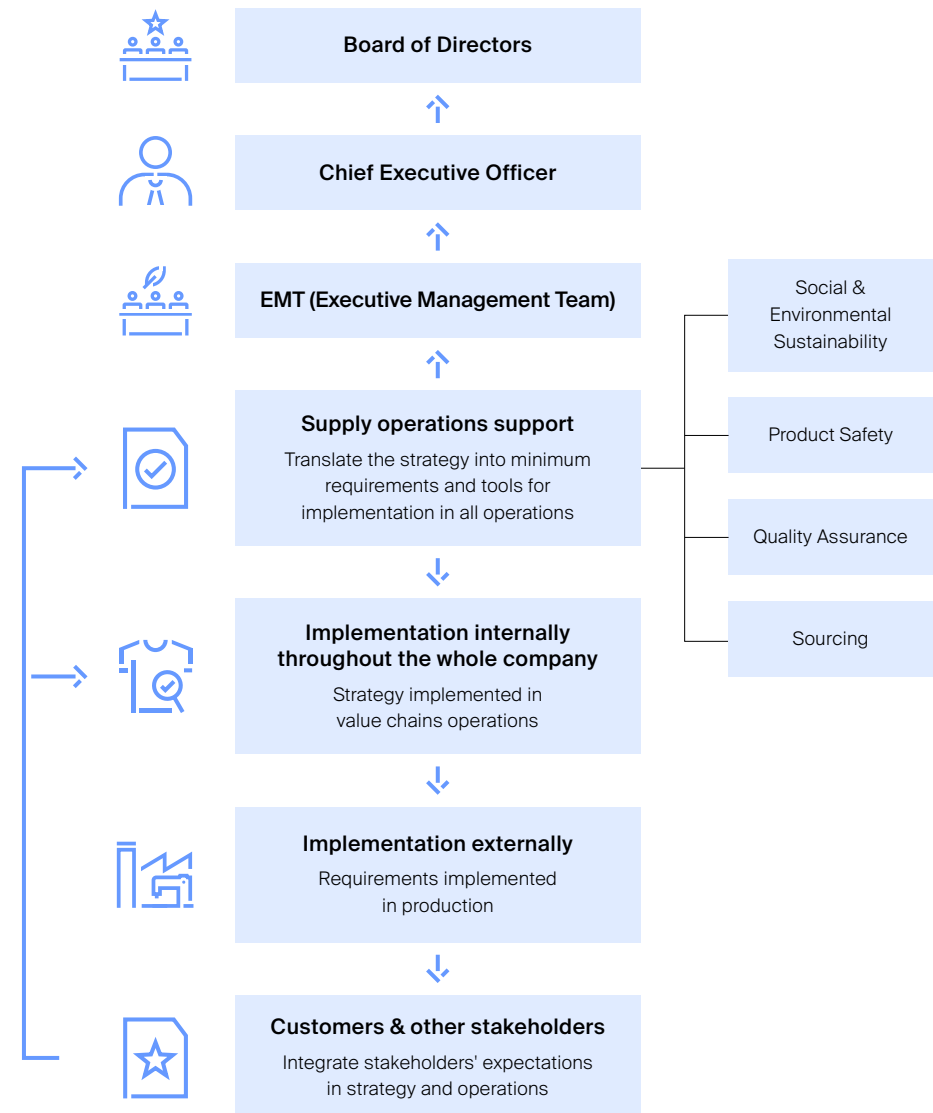 Board of Directors
Chief Executive Officer
EMT (Executive Management Team)
Supply operations support
Translate the strategy into minimum
requirements and tools for
implementation in all operations
Social &
Environmental
Sustainability
Product Safety
Quality Assurance
Sourcing
Implementation internally
throughout the whole company
Strategy implemented in
value chains operations
Implementation externally
Requirements implemented
in production
Customers & other stakeholders
Integrate stakeholders' expectations
in strategy and operations